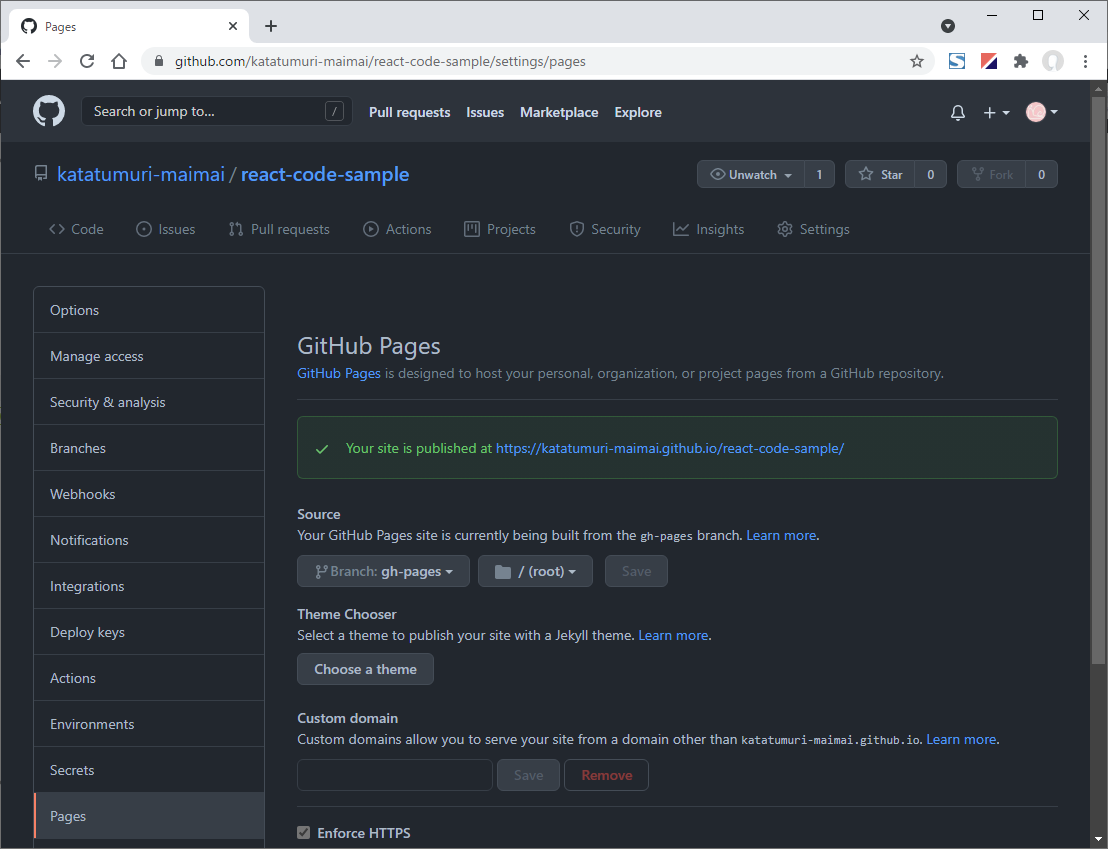 Pages
github.com/katatumuri-maimai/react-code-sample/settings/pages
Search or jump to... / Pull requests Issues Marketplace Explore
katatumuri-maimai / react-code-sample Unwatch 1 Star 0 Fork 0
Code Issues Pull requests Actions Projects Security Insights Settings
Options
Manage access
Security & analysis
Branches
Webhooks
Notifications
Integrations
Deploy keys
Actions
Environments
Secrets
Pages
GitHub Pages
GitHub Pages is designed to host your personal, organization, or project pages from a GitHub repository.
Your site is published at https://katatumuri-maimai.github.io/react-code-sample/
Source
Your GitHub Pages site is currently being built from the gh-pages branch. Learn more.
Branch: gh-pages / (root) Save
Theme Chooser
Select a theme to publish your site with a Jekyll theme. Learn more.
Choose a theme
Custom domain
Custom domains allow you to serve your site from a domain other than katatumuri-maimai.github.io. Learn more.
Save Remove
Enforce HTTPS